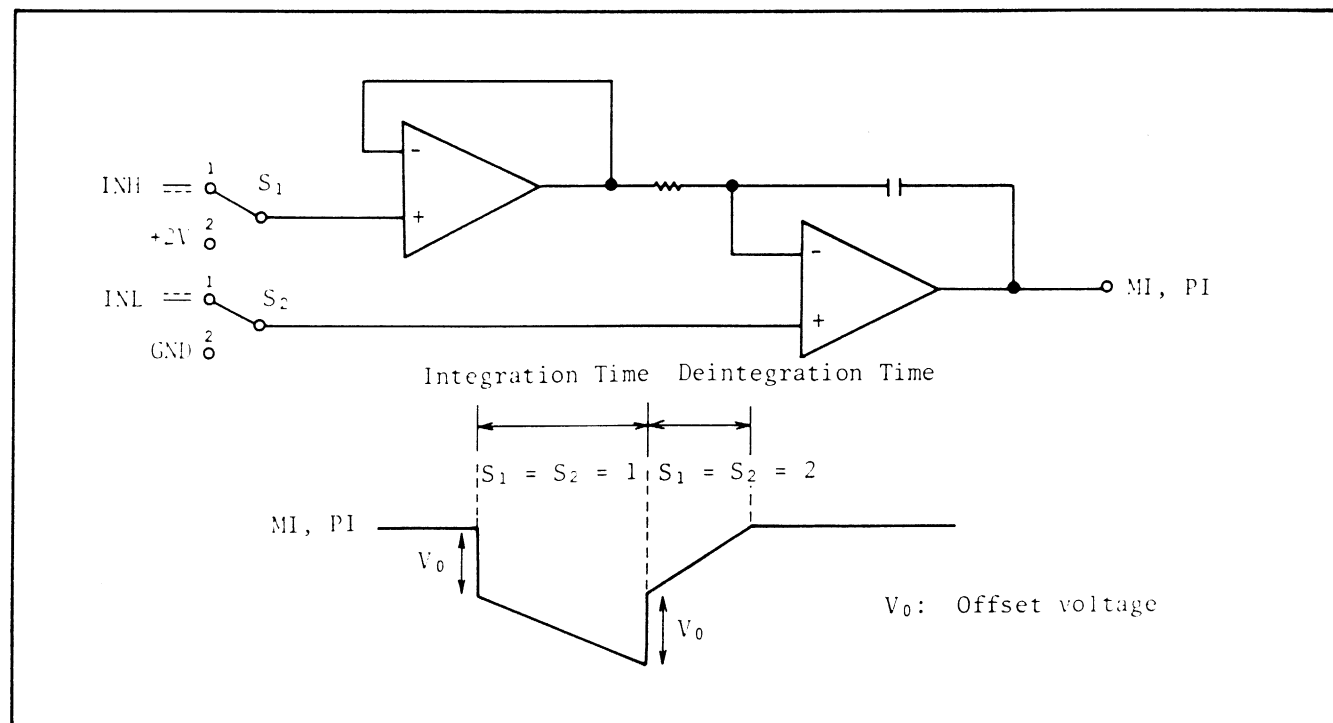 -
1
INH
S1
+
2
+2V
-
1
INL
S2
MI, PI
+
2
GND
Integration Time Deintegration Time
S1 = S2 = 1 S1 = S2 = 2
MI, PI
V0
V0: Offset voltage
V0